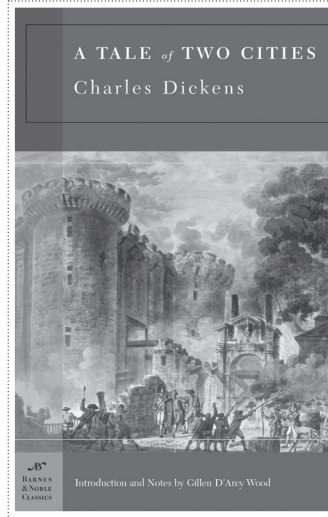 A TALE of TWO CITIES
Charles Dickens
BARNES
& NOBLE
CLASSICS
Introduction and Notes by Gillen D'Arcy Wood